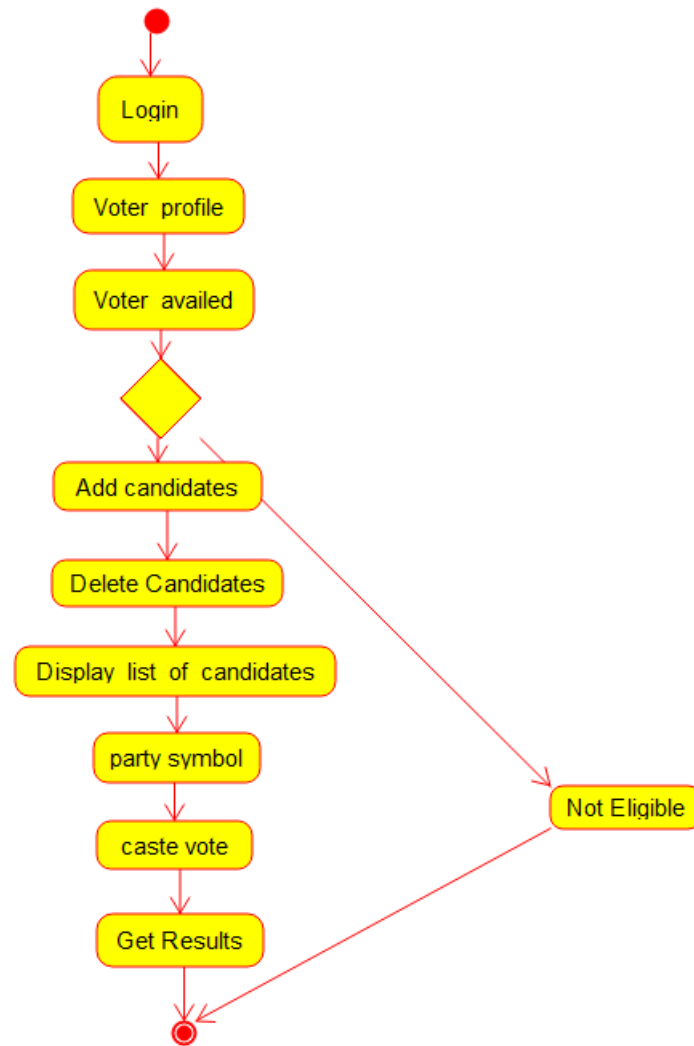 Login
Voter profile
Voter availed
Add candidates
Delete Candidates
Display list of candidates
party symbol
Not Eligible
caste vote
Get Results